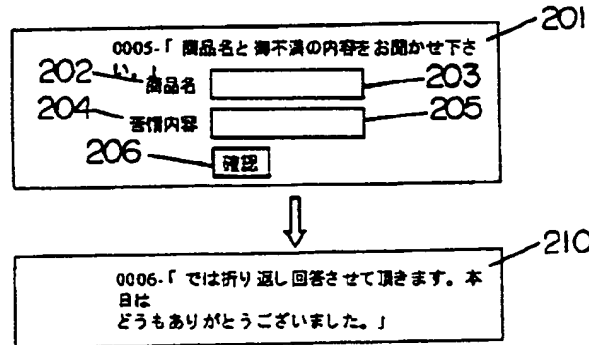 201
0005-「 商品名と御不満の内容をお聞かせ下さ
い。」
202 商品名 203
204 苦情内容 205
206 確認
210
0006-「 では折り返し回答させて頂きます。本
日は
どうもありがとうございました。」